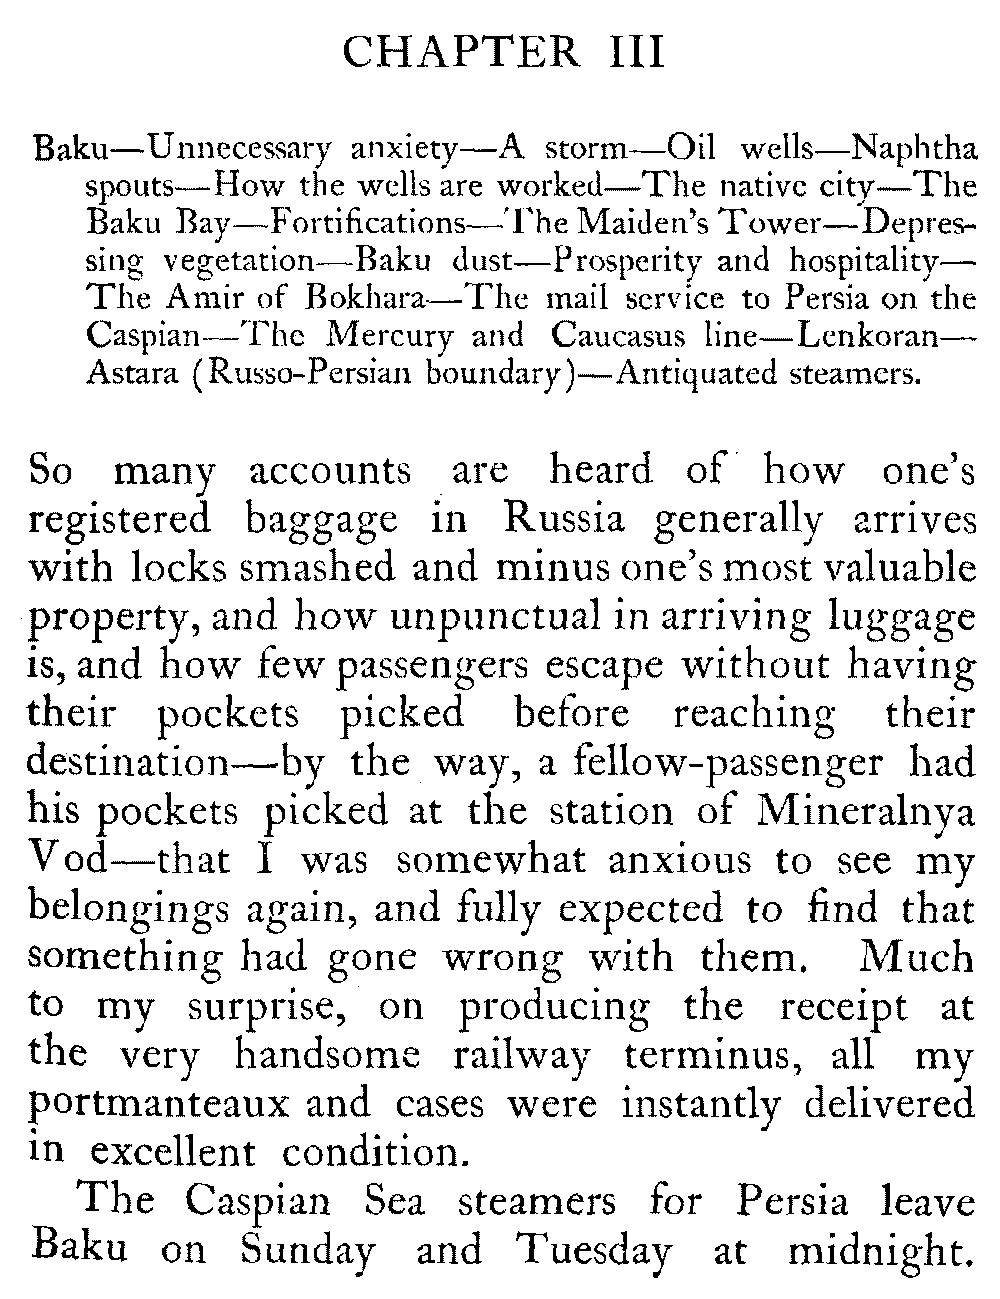 CHAPTER III
Baku—Unnecessary anxiety—A storm—Oil wells—Naphtha
spouts—How the wells are worked—The native city—The
Baku Bay—Fortifications—The Maiden's Tower—Depres-
sing vegetation—Baku dust—Prosperity and hospitality—
The Amir of Bokhara—The mail service to Persia on the
Caspian—The Mercury and Caucasus line—Lenkoran—
Astara (Russo-Persian boundary)—Antiquated steamers.
So many accounts are heard of how one's
registered baggage in Russia generally arrives
with locks smashed and minus one's most valuable
property, and how unpunctual in arriving luggage
is, and how few passengers escape without having
their pockets picked before reaching their
destination—by the way, a fellow-passenger had
his pockets picked at the station of Mineralnya
Vod—that I was somewhat anxious to see my
belongings again, and fully expected to find that
something had gone wrong with them. Much
to my surprise, on producing the receipt at
the very handsome railway terminus, all my
portmanteaux and cases were instantly delivered
in excellent condition.
The Caspian Sea steamers for Persia leave
Baku on Sunday and Tuesday at midnight.